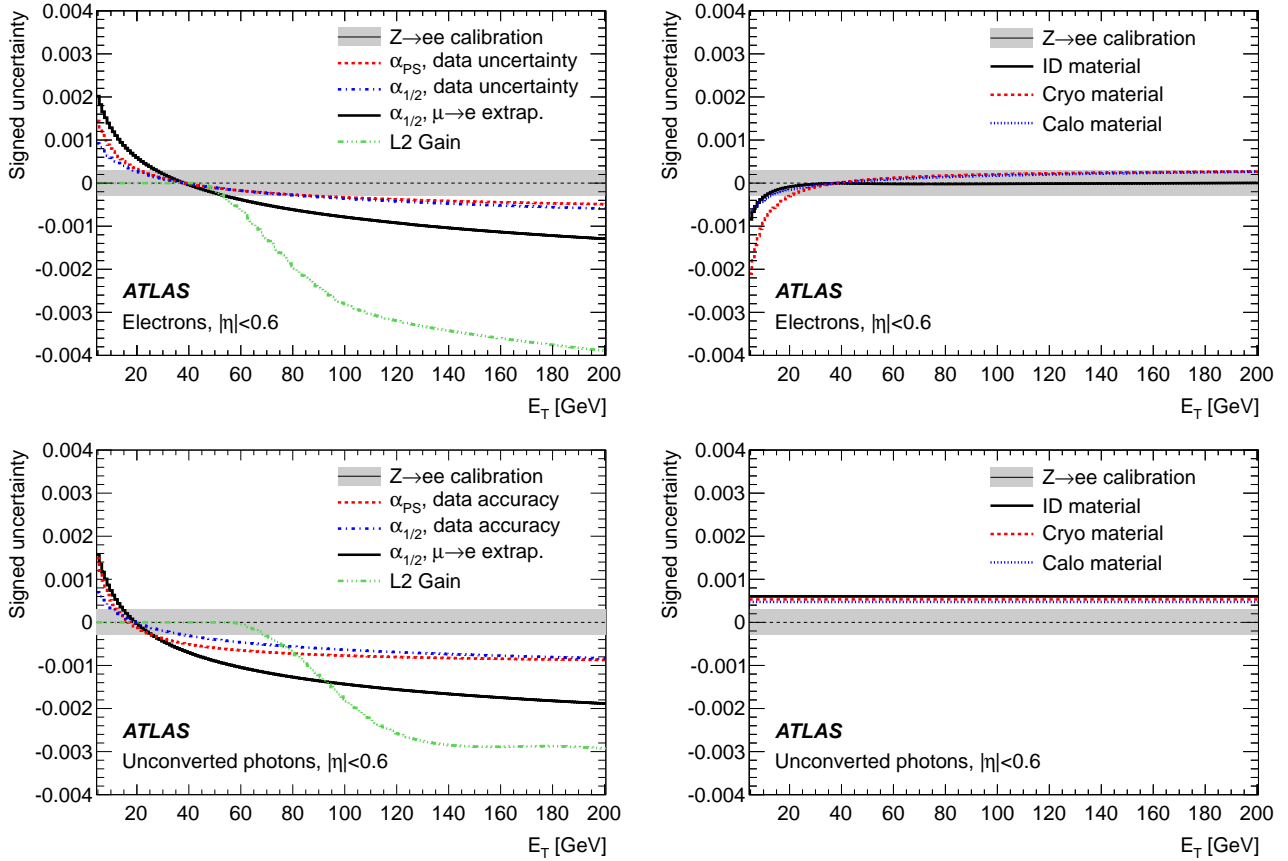 Signed uncertainty
0.004
0.003
0.002
0.001
0
-0.001
-0.002
-0.003
-0.004
Z→ee calibration
α_PS, data uncertainty
α_1/2, data uncertainty
α_1/2, μ→e extrap.
L2 Gain
ATLAS
Electrons, |η|<0.6
20 40 60 80 100 120 140 160 180 200
E_T [GeV]
Signed uncertainty
0.004
0.003
0.002
0.001
0
-0.001
-0.002
-0.003
-0.004
Z→ee calibration
ID material
Cryo material
Calo material
ATLAS
Electrons, |η|<0.6
20 40 60 80 100 120 140 160 180 200
E_T [GeV]
Signed uncertainty
0.004
0.003
0.002
0.001
0
-0.001
-0.002
-0.003
-0.004
Z→ee calibration
α_PS, data accuracy
α_1/2, data accuracy
α_1/2, μ→e extrap.
L2 Gain
ATLAS
Unconverted photons, |η|<0.6
20 40 60 80 100 120 140 160 180 200
E_T [GeV]
Signed uncertainty
0.004
0.003
0.002
0.001
0
-0.001
-0.002
-0.003
-0.004
Z→ee calibration
ID material
Cryo material
Calo material
ATLAS
Unconverted photons, |η|<0.6
20 40 60 80 100 120 140 160 180 200
E_T [GeV]